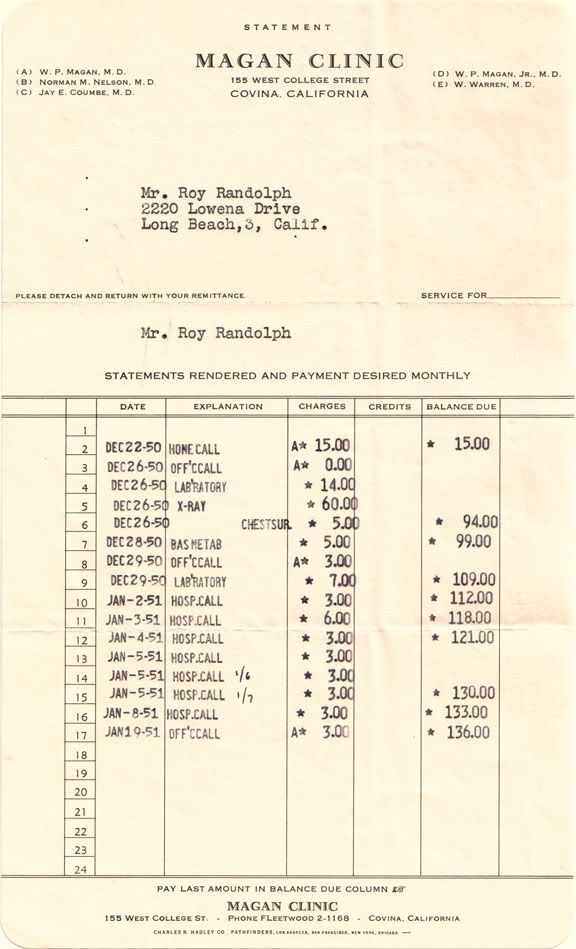 STATEMENT
MAGAN CLINIC
155 WEST COLLEGE STREET
COVINA, CALIFORNIA
(A) W. P. MAGAN, M. D.
(B) NORMAN M. NELSON, M. D.
(C) JAY E. COUMBE, M. D.
(D) W. P. MAGAN, JR., M. D.
(E) W. WARREN, M. D.
Mr. Roy Randolph
2220 Lowena Drive
Long Beach,3, Calif.
PLEASE DETACH AND RETURN WITH YOUR REMITTANCE. SERVICE FOR
Mr. Roy Randolph
STATEMENTS RENDERED AND PAYMENT DESIRED MONTHLY
DATE EXPLANATION CHARGES CREDITS BALANCE DUE
1
2 DEC22-50 HOME CALL A* 15.00 * 15.00
3 DEC26-50 OFF'CCALL A* 0.00
4 DEC26-50 LAB'RATORY * 14.00
5 DEC26-50 X-RAY * 60.00
6 DEC26-50 CHESTSUR. * 5.00 * 94.00
7 DEC28-50 BAS METAB * 5.00 * 99.00
8 DEC29-50 OFF'CCALL A* 3.00
9 DEC29-50 LAB'RATORY * 7.00 * 109.00
10 JAN-2-51 HOSP.CALL * 3.00 * 112.00
11 JAN-3-51 HOSP.CALL * 6.00 * 118.00
12 JAN-4-51 HOSP.CALL * 3.00 * 121.00
13 JAN-5-51 HOSP.CALL * 3.00
14 JAN-5-51 HOSP.CALL 1/6 * 3.00
15 JAN-5-51 HOSP.CALL 1/7 * 3.00 * 130.00
16 JAN-8-51 HOSP.CALL * 3.00 * 133.00
17 JAN19-51 OFF'CCALL A* 3.00 * 136.00
18
19
20
21
22
23
24
PAY LAST AMOUNT IN BALANCE DUE COLUMN
MAGAN CLINIC
155 WEST COLLEGE ST. - PHONE FLEETWOOD 2-1168 - COVINA, CALIFORNIA
CHARLES R. HADLEY CO. PATHFINDERS, LOS ANGELES, SAN FRANCISCO, NEW YORK, CHICAGO